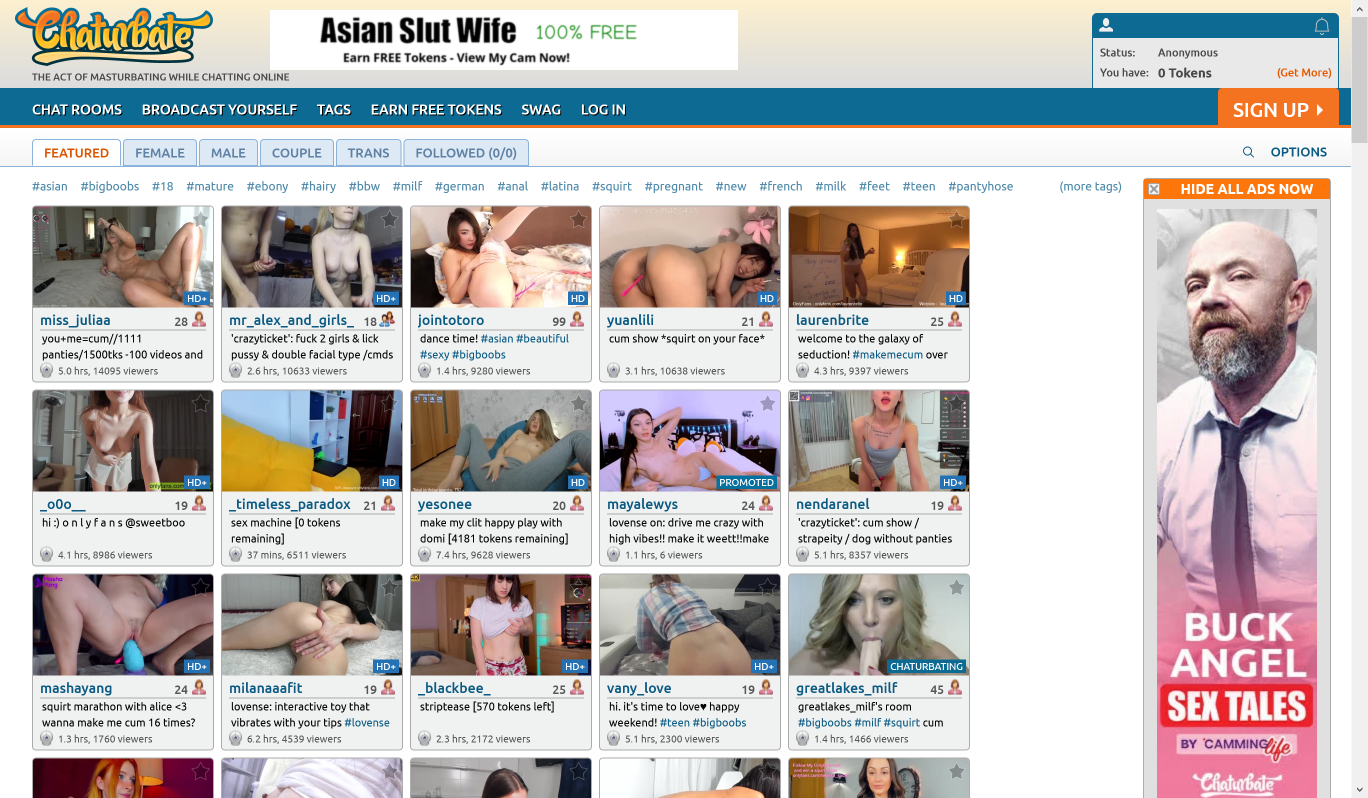 Chaturbate
THE ACT OF MASTURBATING WHILE CHATTING ONLINE
Asian Slut Wife 100% FREE
Earn FREE Tokens - View My Cam Now!
Status: Anonymous
You have: 0 Tokens (Get More)
CHAT ROOMS BROADCAST YOURSELF TAGS EARN FREE TOKENS SWAG LOG IN SIGN UP
FEATURED FEMALE MALE COUPLE TRANS FOLLOWED (0/0) OPTIONS
#asian #bigboobs #18 #mature #ebony #hairy #bbw #milf #german #anal #latina #squirt #pregnant #new #french #milk #feet #teen #pantyhose (more tags)
HD+
miss_juliaa 28
you+me=cum//1111
panties/1500tks -100 videos and
5.0 hrs, 14095 viewers
HD+
mr_alex_and_girls_ 18
'crazyticket': fuck 2 girls & lick
pussy & double facial type /cmds
2.6 hrs, 10633 viewers
HD
jointotoro 99
dance time! #asian #beautiful
#sexy #bigboobs
1.4 hrs, 9280 viewers
HD
yuanlili 21
cum show *squirt on your face*
3.1 hrs, 10638 viewers
HD
laurenbrite 25
welcome to the galaxy of
seduction! #makemecum over
4.3 hrs, 9397 viewers
HD+
_o0o__ 19
hi :) o n l y f a n s @sweetboo
4.1 hrs, 8986 viewers
HD
_timeless_paradox 21
sex machine [0 tokens
remaining]
37 mins, 6511 viewers
HD
yesonee 20
make my clit happy play with
domi [4181 tokens remaining]
7.4 hrs, 9628 viewers
PROMOTED
mayalewys 24
lovense on: drive me crazy with
high vibes!! make it weett!!make
1.1 hrs, 6 viewers
HD+
nendaranel 19
'crazyticket': cum show /
strapeity / dog without panties
5.1 hrs, 8357 viewers
HD+
mashayang 24
squirt marathon with alice <3
wanna make me cum 16 times?
1.3 hrs, 1760 viewers
HD+
milanaaafit 19
lovense: interactive toy that
vibrates with your tips #lovense
6.2 hrs, 4539 viewers
4K
HD+
_blackbee_ 25
striptease [570 tokens left]
2.3 hrs, 2172 viewers
HD+
vany_love 19
hi. it's time to love♥ happy
weekend! #teen #bigboobs
5.1 hrs, 2300 viewers
CHATURBATING
greatlakes_milf 45
greatlakes_milf's room
#bigboobs #milf #squirt cum
1.4 hrs, 1466 viewers
HIDE ALL ADS NOW
BUCK
ANGEL
SEX TALES
BY 'CAMMING life
Chaturbate